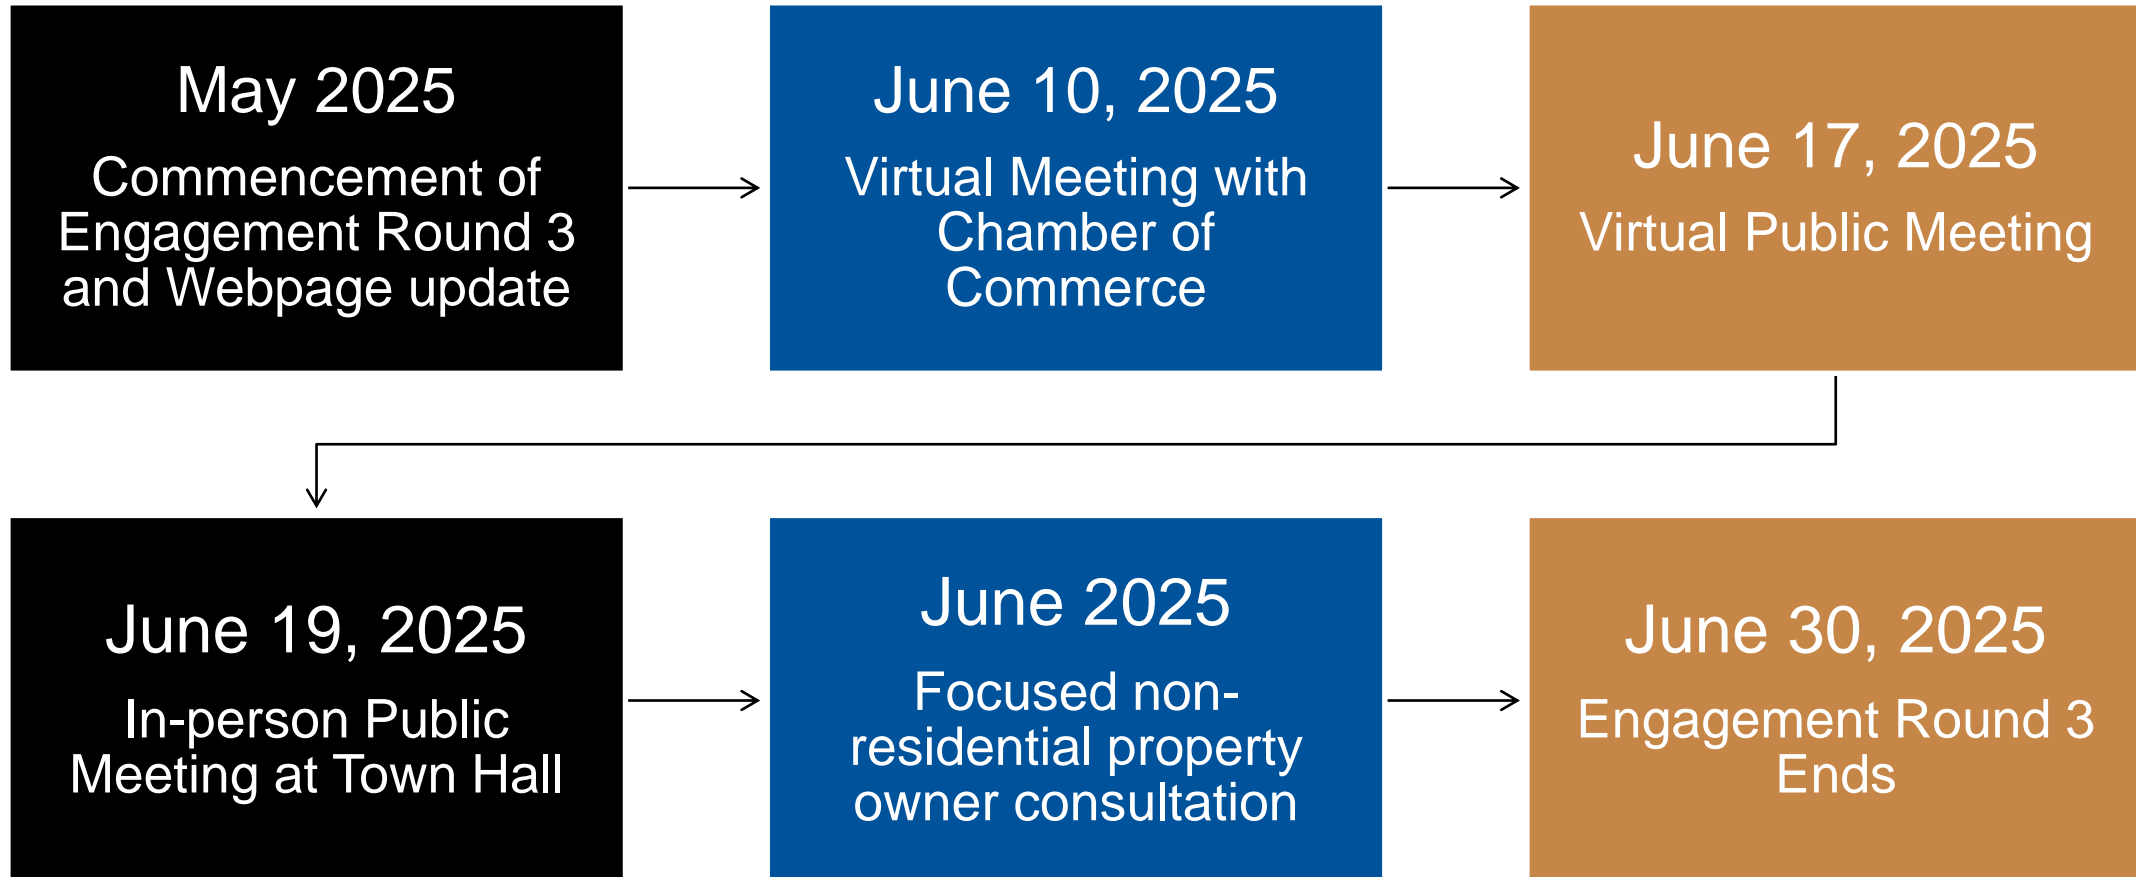 May 2025
Commencement of
Engagement Round 3
and Webpage update
June 10, 2025
Virtual Meeting with
Chamber of
Commerce
June 17, 2025
Virtual Public Meeting
June 19, 2025
In-person Public
Meeting at Town Hall
June 2025
Focused non-
residential property
owner consultation
June 30, 2025
Engagement Round 3
Ends